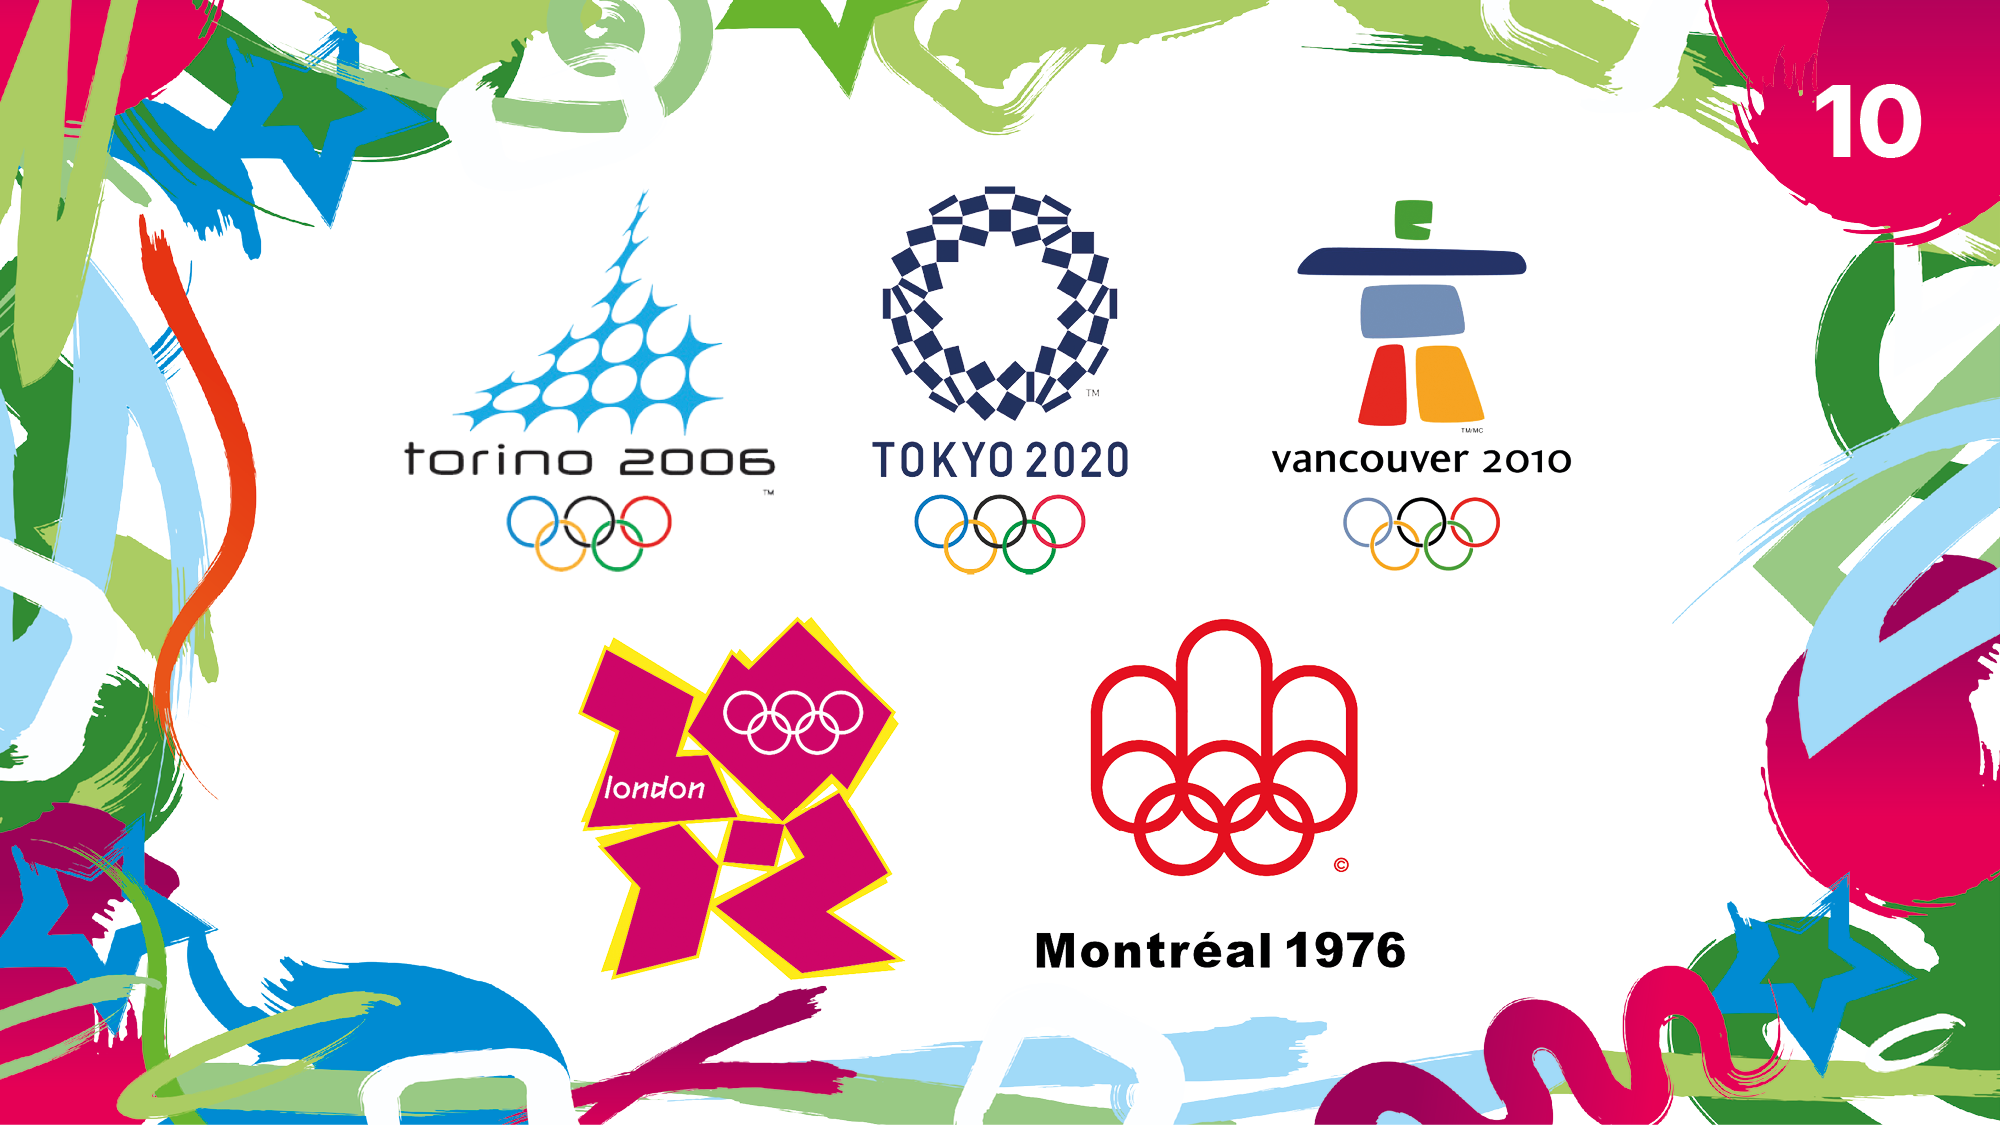 10
torino 2006
TM
TM
TOKYO 2020
TM/MC
vancouver 2010
london
©
Montréal 1976